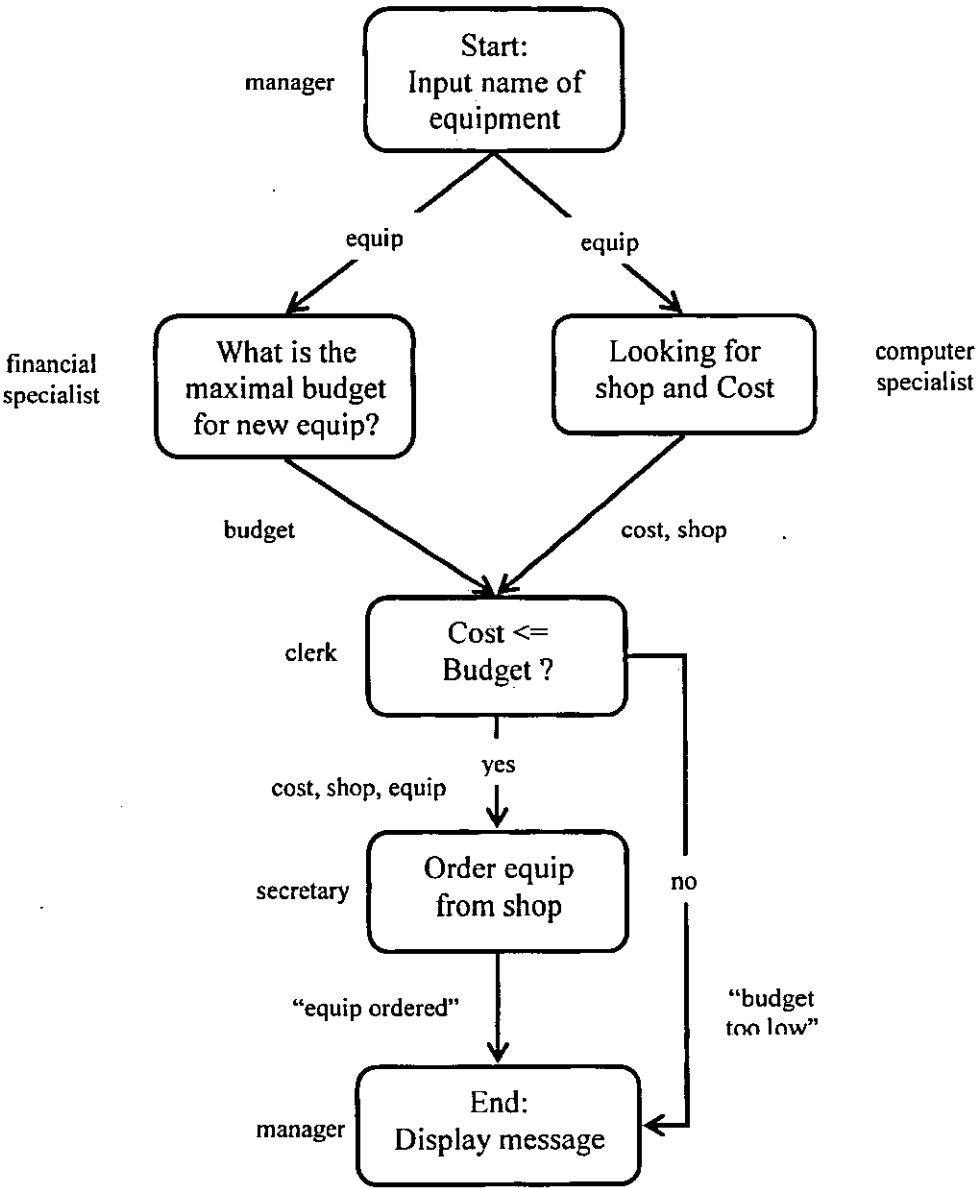 manager
Start:
Input name of
equipment
equip
equip
financial
specialist
What is the
maximal budget
for new equip?
Looking for
shop and Cost
computer
specialist
budget
cost, shop
clerk
Cost <=
Budget ?
yes
cost, shop, equip
secretary
Order equip
from shop
no
“equip ordered”
“budget
too low”
manager
End:
Display message